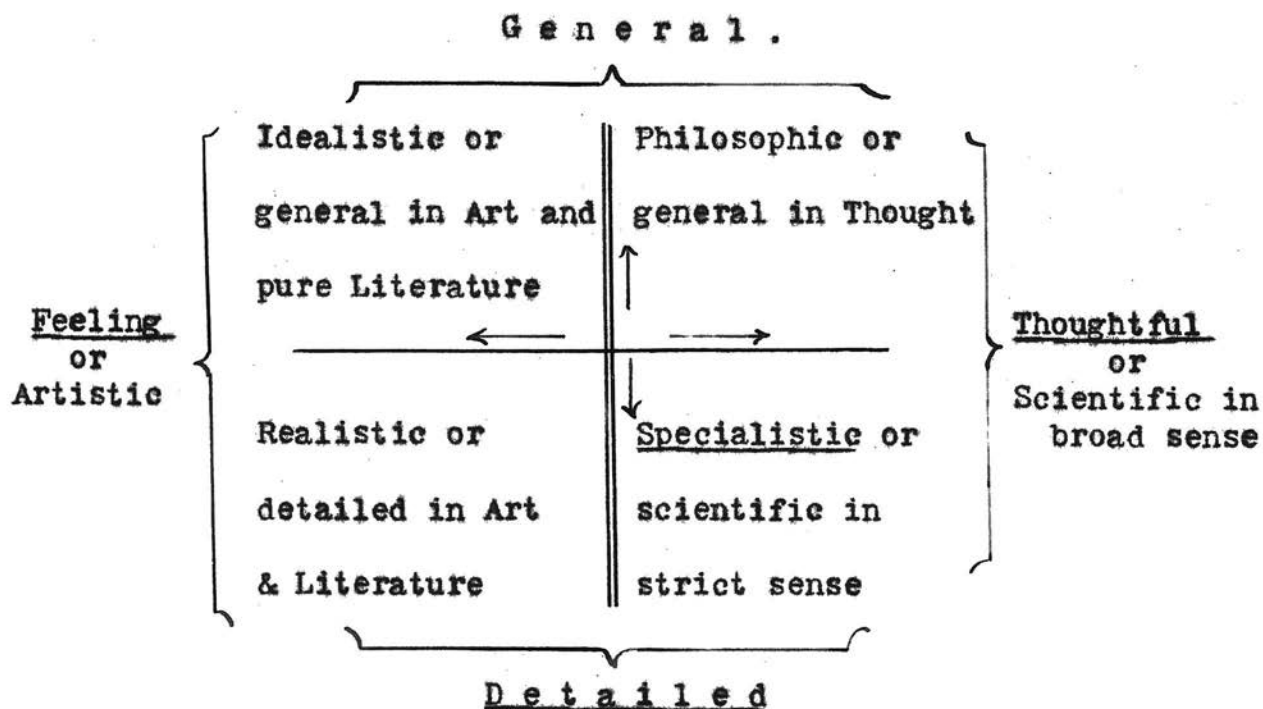 General.
Idealistic or
general in Art and
pure Literature
Philosophic or
general in Thought
Feeling
or
Artistic
Thoughtful
or
Scientific in
broad sense
Realistic or
detailed in Art
& Literature
Specialistic or
scientific in
strict sense
Detailed